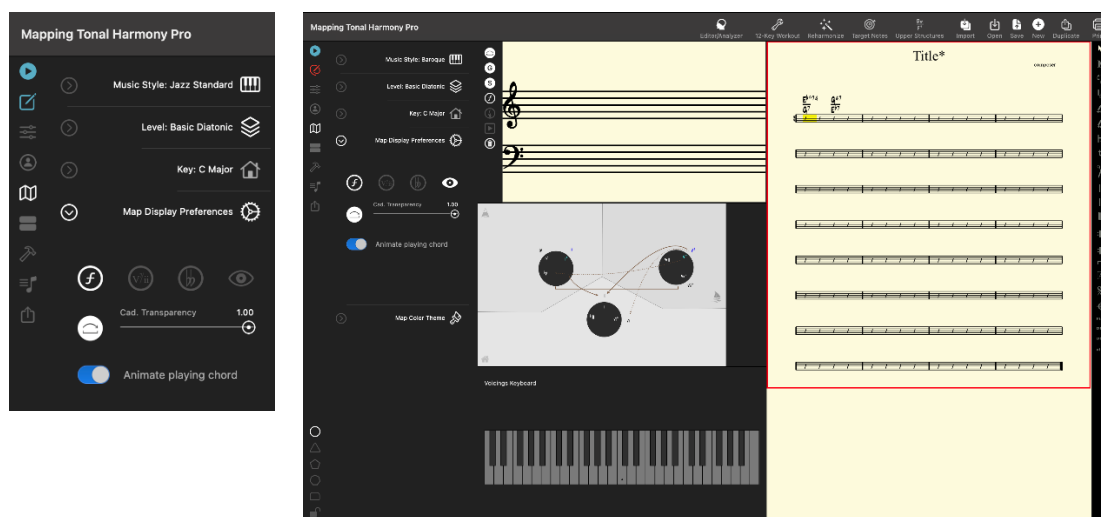 Mapping Tonal Harmony Pro
Music Style: Jazz Standard
Level: Basic Diatonic
Key: C Major
Map Display Preferences
Cad. Transparency 1.00
Animate playing chord
Mapping Tonal Harmony Pro
Editor/Analyzer 12-Key Workout Reharmonize Target Notes Upper Structures Import Open Save New Duplicate
Music Style: Baroque
Level: Basic Diatonic
Key: C Major
Map Display Preferences
Cad. Transparency 1.00
Animate playing chord
Map Color Theme
Voicings Keyboard
Title*
composer